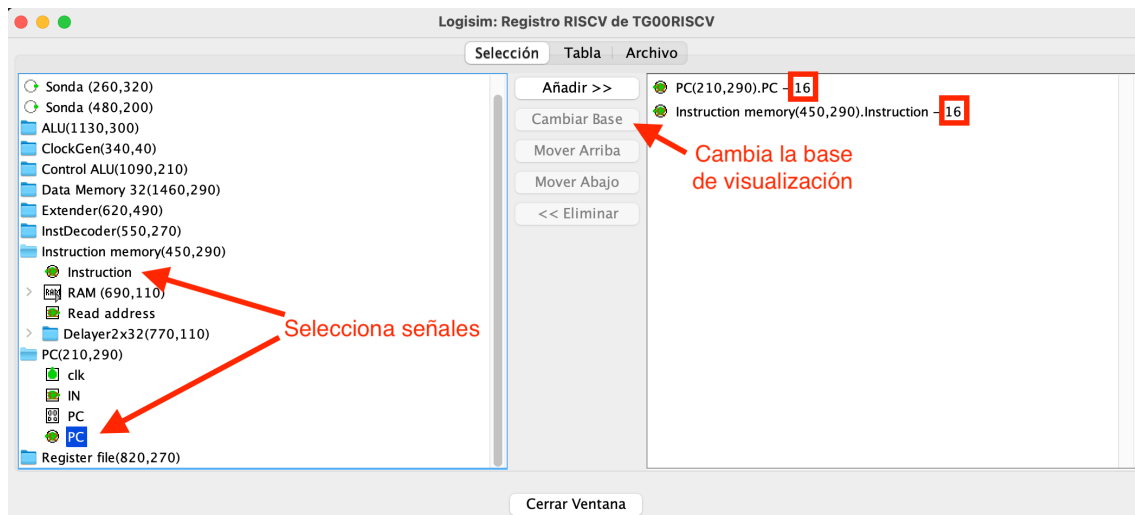 Logisim: Registro RISCV de TG00RISCV
Selección Tabla Archivo
Sonda (260,320)
Sonda (480,200)
ALU(1130,300)
ClockGen(340,40)
Control ALU(1090,210)
Data Memory 32(1460,290)
Extender(620,490)
InstDecoder(550,270)
Instruction memory(450,290)
Instruction
RAM (690,110)
Read address
Delayer2x32(770,110)
PC(210,290)
clk
IN
PC
PC
Register file(820,270)
Selecciona señales
Añadir >>
Cambiar Base
Mover Arriba
Mover Abajo
<< Eliminar
PC(210,290).PC - 16
Instruction memory(450,290).Instruction - 16
Cambia la base
de visualización
Cerrar Ventana